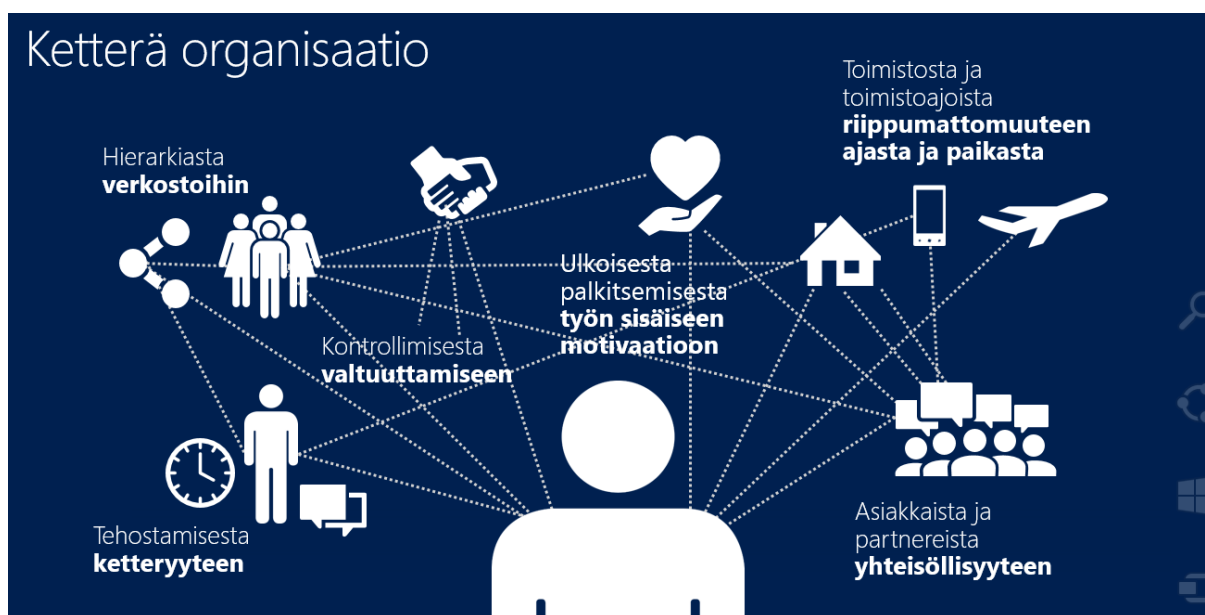 Ketterä organisaatio
Hierarkiasta
verkostoihin
Toimistosta ja
toimistoajoista
riippumattomuuteen
ajasta ja paikasta
Ulkoisesta
palkitsemisesta
työn sisäiseen
motivaatioon
Kontrollimisesta
valtuuttamiseen
Tehostamisesta
ketteryyteen
Asiakkaista ja
partnereista
yhteisöllisyyteen